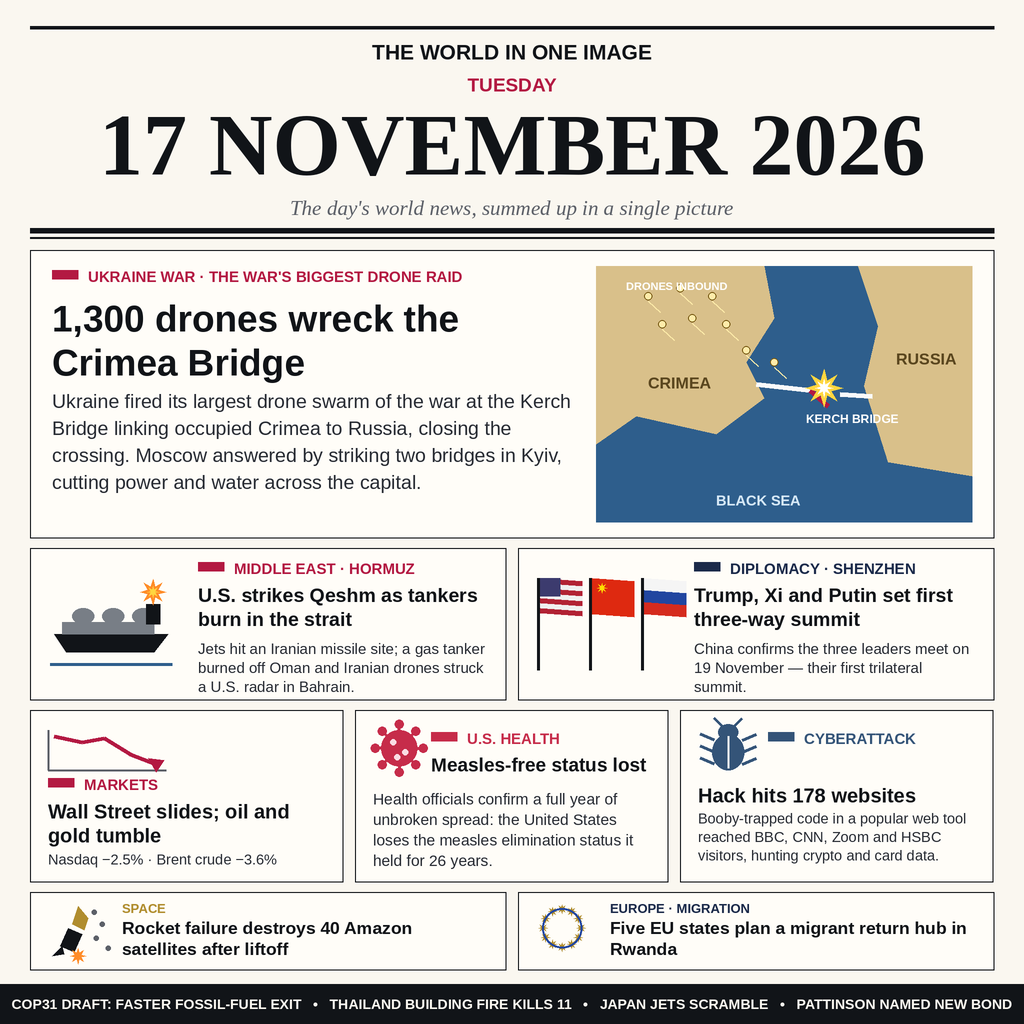 THE WORLD IN ONE IMAGE
TUESDAY
17 NOVEMBER 2026
The day's world news, summed up in a single picture
UKRAINE WAR · THE WAR'S BIGGEST DRONE RAID
1,300 drones wreck the
Crimea Bridge
Ukraine fired its largest drone swarm of the war at the Kerch
Bridge linking occupied Crimea to Russia, closing the
crossing. Moscow answered by striking two bridges in Kyiv,
cutting power and water across the capital.
DRONES INBOUND
CRIMEA
RUSSIA
KERCH BRIDGE
BLACK SEA
MIDDLE EAST · HORMUZ
U.S. strikes Qeshm as tankers
burn in the strait
Jets hit an Iranian missile site; a gas tanker
burned off Oman and Iranian drones struck
a U.S. radar in Bahrain.
DIPLOMACY · SHENZHEN
Trump, Xi and Putin set first
three-way summit
China confirms the three leaders meet on
19 November — their first trilateral
summit.
MARKETS
Wall Street slides; oil and
gold tumble
Nasdaq −2.5% · Brent crude −3.6%
U.S. HEALTH
Measles-free status lost
Health officials confirm a full year of
unbroken spread: the United States
loses the measles elimination status it
held for 26 years.
CYBERATTACK
Hack hits 178 websites
Booby-trapped code in a popular web tool
reached BBC, CNN, Zoom and HSBC
visitors, hunting crypto and card data.
SPACE
Rocket failure destroys 40 Amazon
satellites after liftoff
EUROPE · MIGRATION
Five EU states plan a migrant return hub in
Rwanda
COP31 DRAFT: FASTER FOSSIL-FUEL EXIT • THAILAND BUILDING FIRE KILLS 11 • JAPAN JETS SCRAMBLE • PATTINSON NAMED NEW BOND